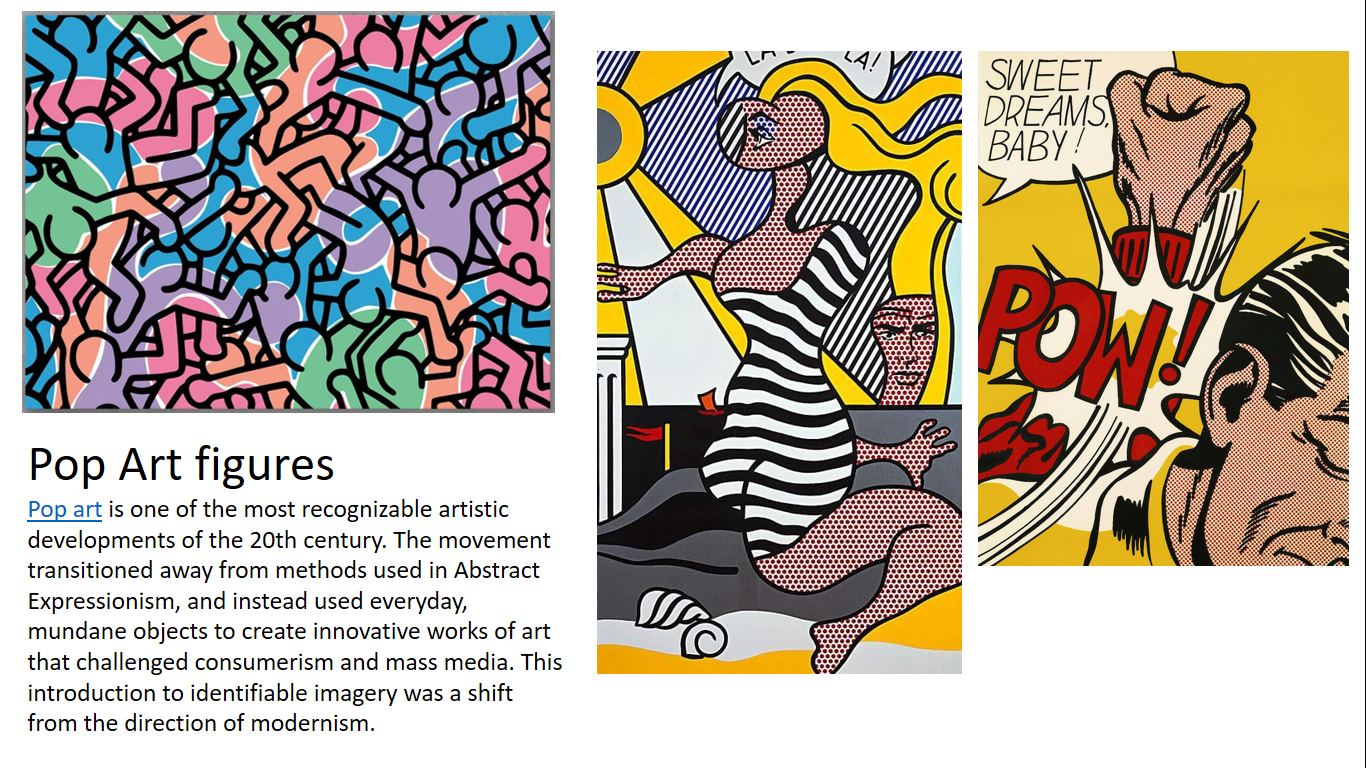 Pop Art figures
Pop art is one of the most recognizable artistic
developments of the 20th century. The movement
transitioned away from methods used in Abstract
Expressionism, and instead used everyday,
mundane objects to create innovative works of art
that challenged consumerism and mass media. This
introduction to identifiable imagery was a shift
from the direction of modernism.
LA!
SWEET
DREAMS,
BABY!
POW!